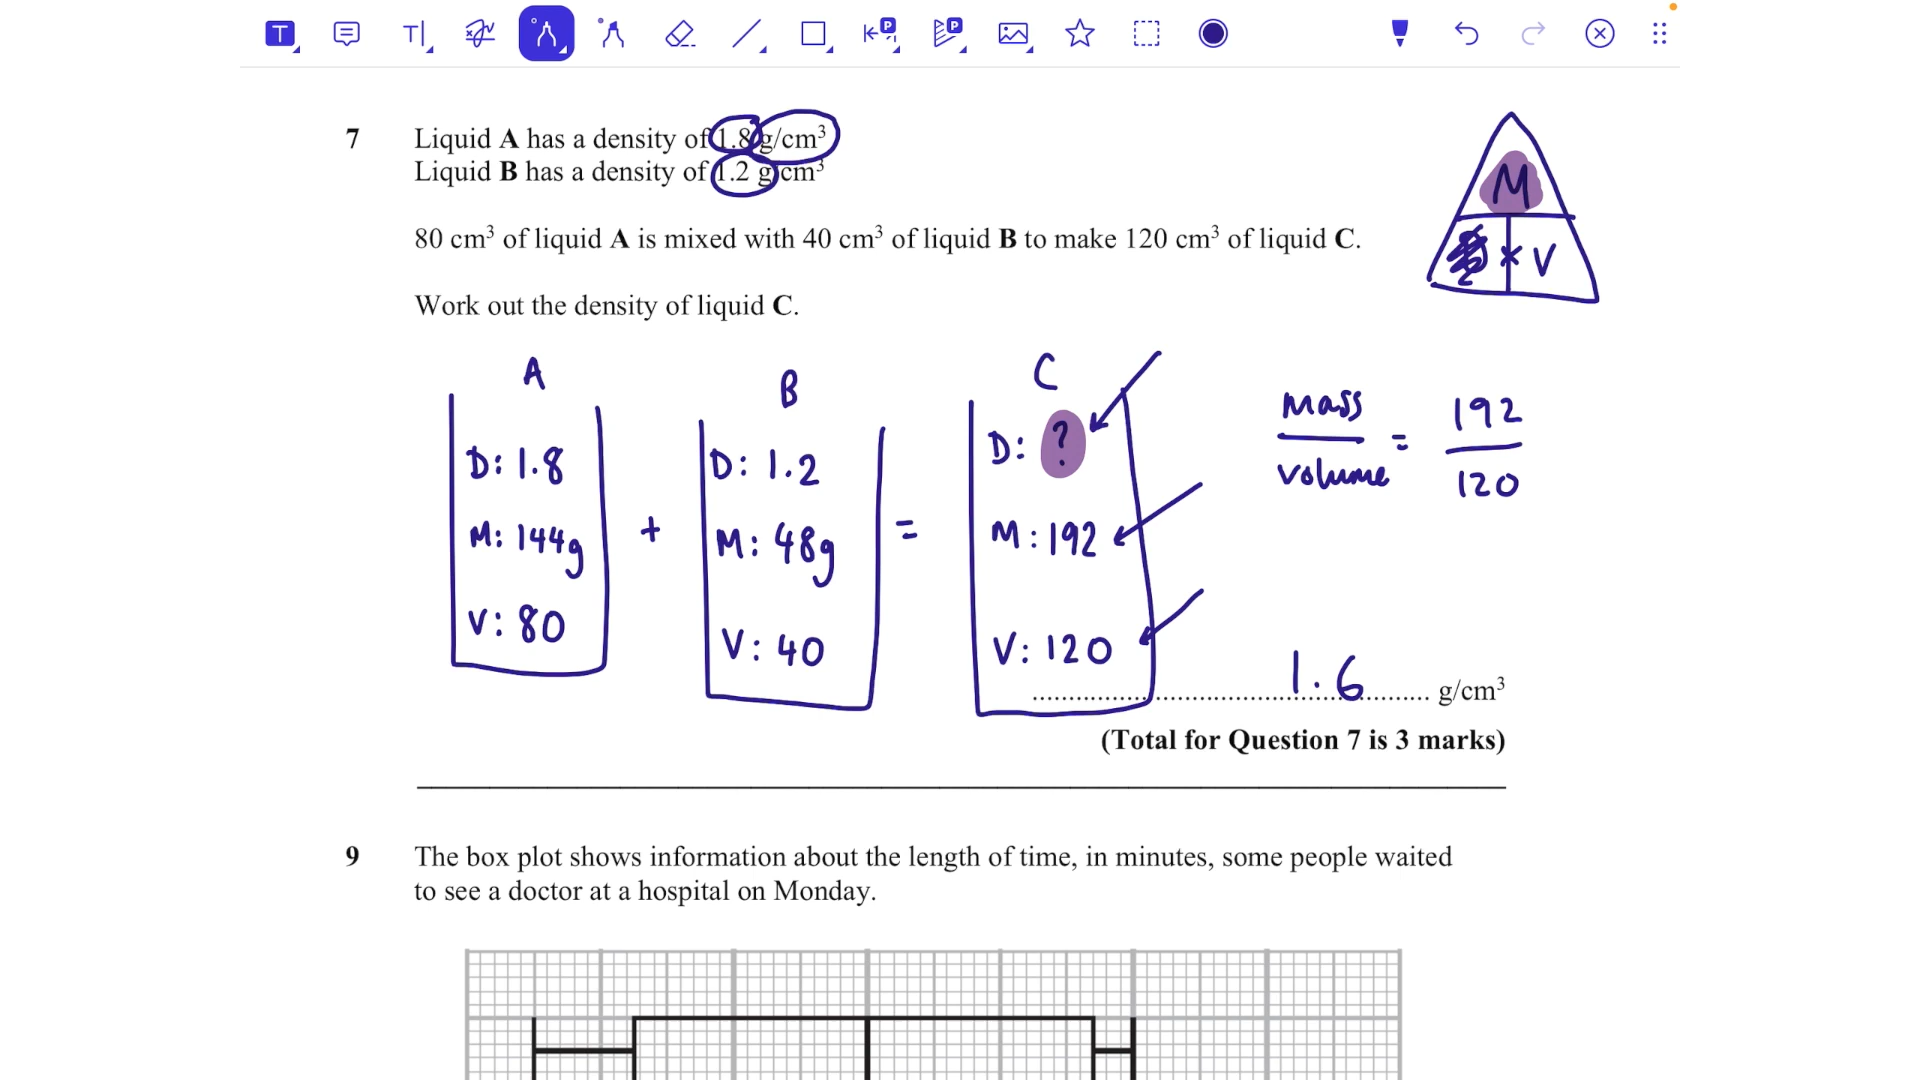 T T| P P
7 Liquid A has a density of 1.8 g/cm³
Liquid B has a density of 1.2 g/cm³
M
* V
80 cm³ of liquid A is mixed with 40 cm³ of liquid B to make 120 cm³ of liquid C.
Work out the density of liquid C.
A B C
D: 1.8 D: 1.2 D: ?
M: 144g + M: 48g = M: 192
V: 80 V: 40 V: 120
mass / volume = 192 / 120
1.6 g/cm³
(Total for Question 7 is 3 marks)
9 The box plot shows information about the length of time, in minutes, some people waited
to see a doctor at a hospital on Monday.